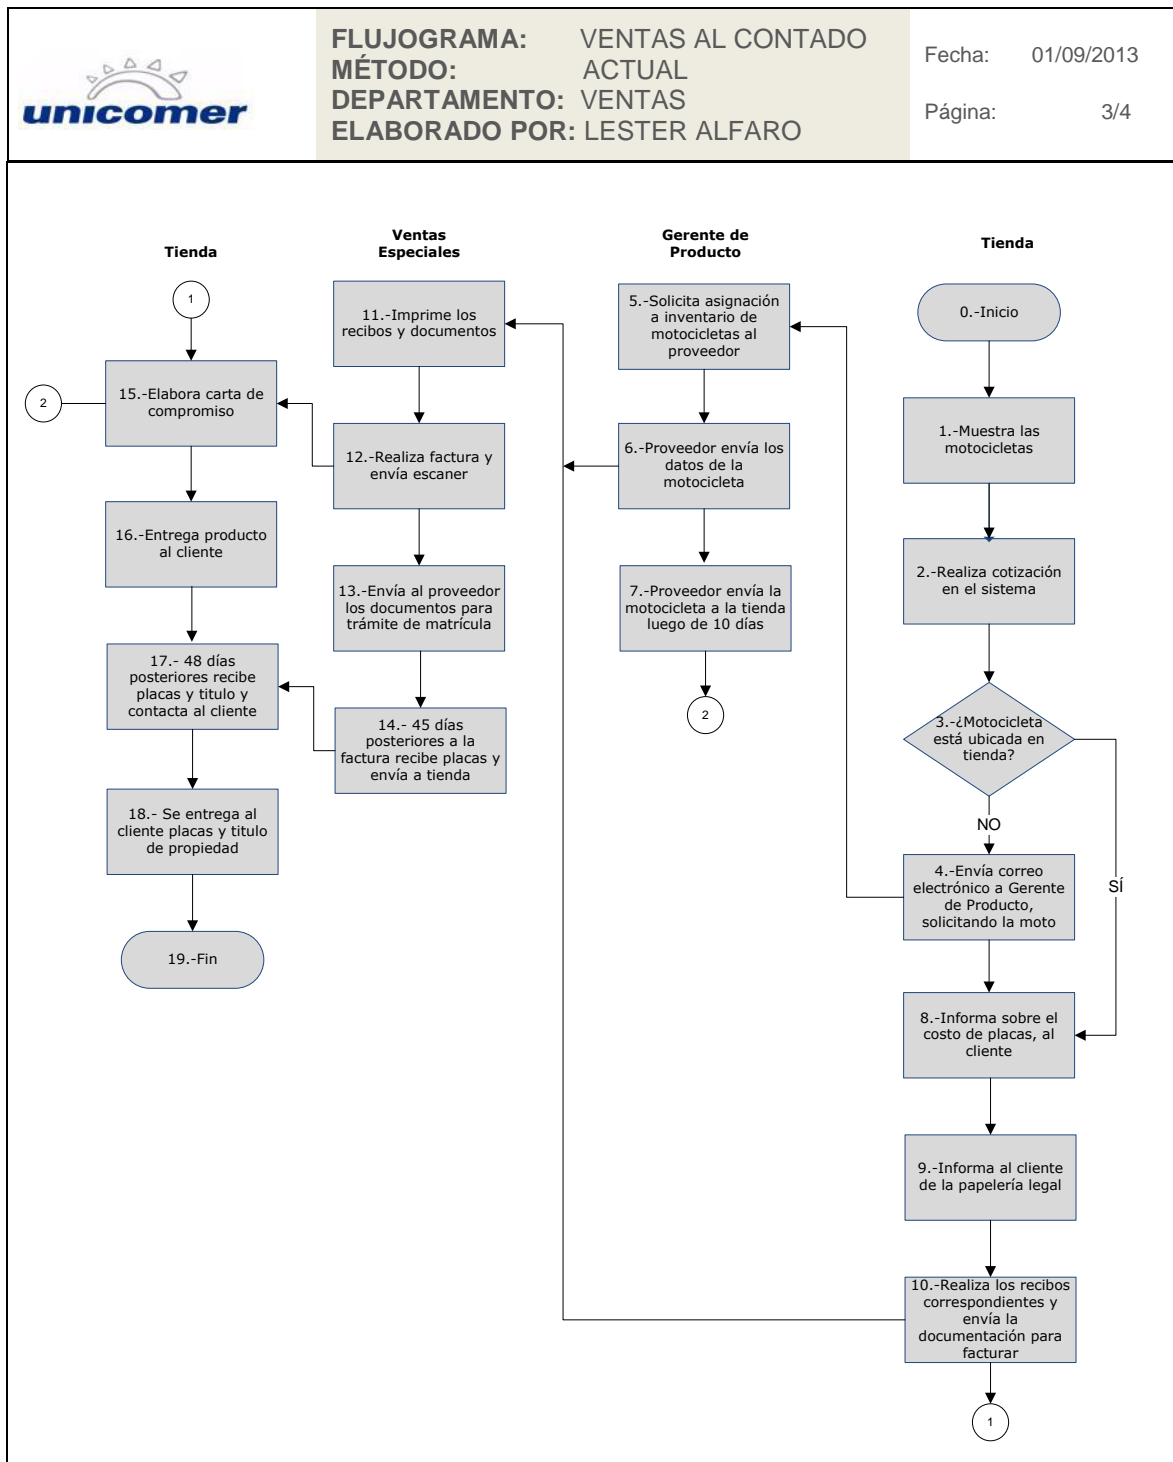 unicomer
FLUJOGRAMA: VENTAS AL CONTADO
MÉTODO: ACTUAL
DEPARTAMENTO: VENTAS
ELABORADO POR: LESTER ALFARO
Fecha: 01/09/2013
Página: 3/4
Tienda
1
15.-Elabora carta de
compromiso
2
16.-Entrega producto
al cliente
17.- 48 días
posteriores recibe
placas y titulo y
contacta al cliente
18.- Se entrega al
cliente placas y titulo
de propiedad
19.-Fin
Ventas
Especiales
11.-Imprime los
recibos y documentos
12.-Realiza factura y
envía escaner
13.-Envía al proveedor
los documentos para
trámite de matrícula
14.- 45 días
posteriores a la
factura recibe placas y
envía a tienda
Gerente de
Producto
5.-Solicita asignación
a inventario de
motocicletas al
proveedor
6.-Proveedor envía los
datos de la
motocicleta
7.-Proveedor envía la
motocicleta a la tienda
luego de 10 días
2
Tienda
0.-Inicio
1.-Muestra las
motocicletas
2.-Realiza cotización
en el sistema
3.-¿Motocicleta
está ubicada en
tienda?
NO
SÍ
4.-Envía correo
electrónico a Gerente
de Producto,
solicitando la moto
8.-Informa sobre el
costo de placas, al
cliente
9.-Informa al cliente
de la papelería legal
10.-Realiza los recibos
correspondientes y
envía la
documentación para
facturar
1